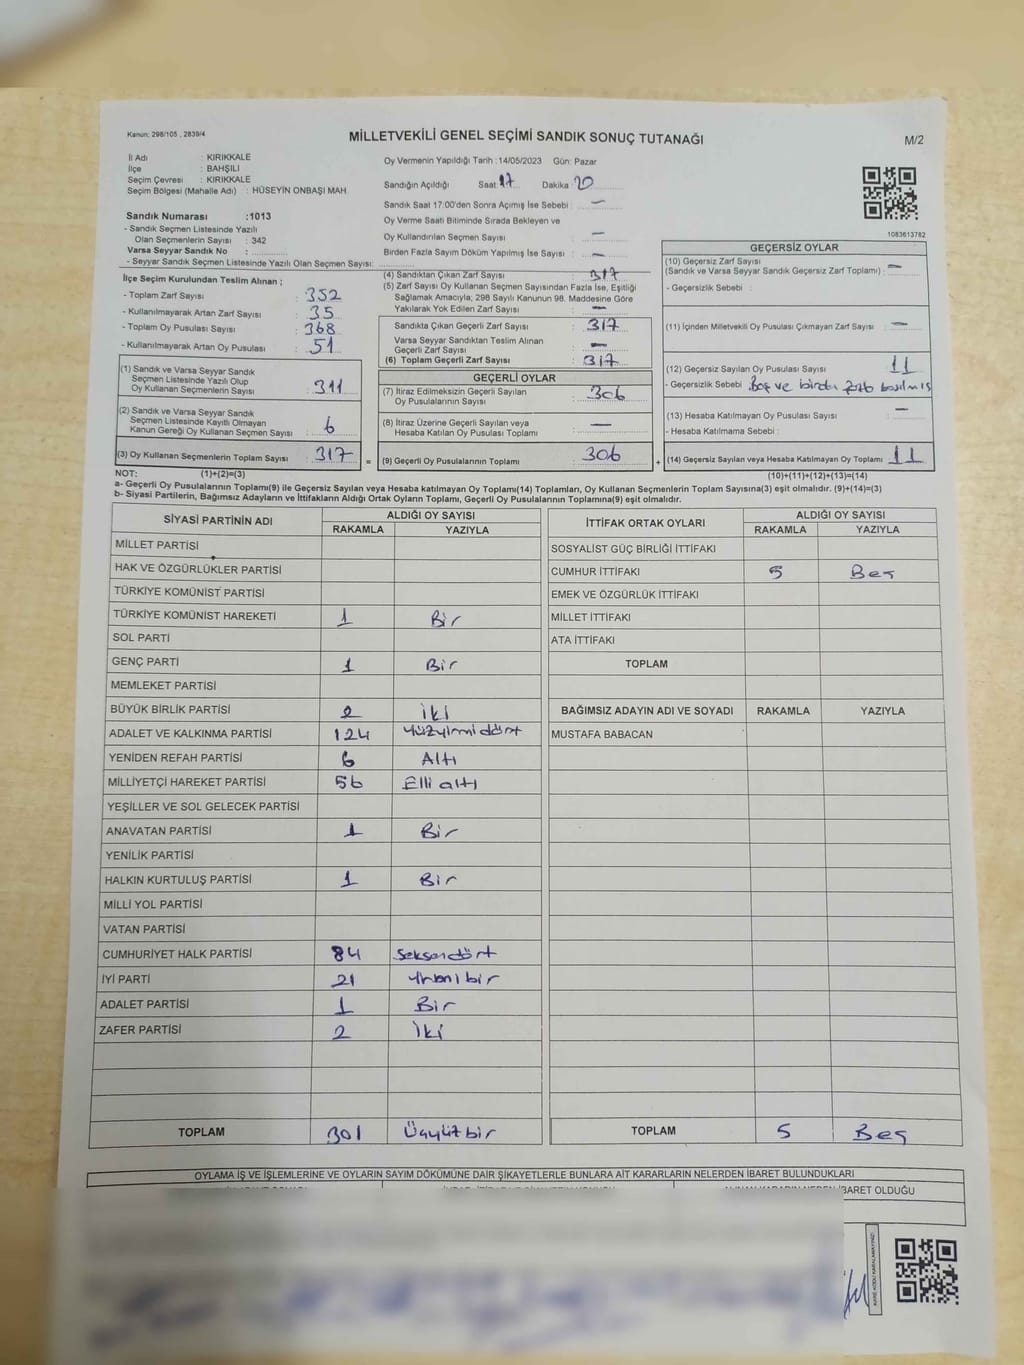 Kanun: 298/105 , 2839/4
MİLLETVEKİLİ GENEL SEÇİMİ SANDIK SONUÇ TUTANAĞI
M/2
İl Adı : KIRIKKALE
İlçe : BAHŞILI
Seçim Çevresi : KIRIKKALE
Seçim Bölgesi (Mahalle Adı) : HÜSEYİN ONBAŞI MAH.
Sandık Numarası :1013
- Sandık Seçmen Listesinde Yazılı
Olan Seçmenlerin Sayısı : 342
Varsa Seyyar Sandık No :
- Seyyar Sandık Seçmen Listesinde Yazılı Olan Seçmen Sayısı:
Oy Vermenin Yapıldığı Tarih :14/05/2023 Gün: Pazar
Sandığın Açıldığı Saat 17 Dakika : 20
Sandık Saat 17:00'den Sonra Açımış İse Sebebi : —
Oy Verme Saati Bitiminde Sırada Bekleyen ve
Oy Kullandırılan Seçmen Sayısı : —
Birden Fazla Sayım Döküm Yapılmış İse Sayısı : —
1083613782
İlçe Seçim Kurulundan Teslim Alınan ;
- Toplam Zarf Sayısı : 352
- Kullanılmayarak Artan Zarf Sayısı : 35
- Toplam Oy Pusulası Sayısı : 368
- Kullanılmayarak Artan Oy Pusulası : 51
(1) Sandık ve Varsa Seyyar Sandık
Seçmen Listesinde Yazılı Olup
Oy Kullanan Seçmenlerin Sayısı : 311
(2) Sandık ve Varsa Seyyar Sandık
Seçmen Listesinde Kayıtlı Olmayan
Kanun Gereği Oy Kullanan Seçmen Sayısı : 6
(3) Oy Kullanan Seçmenlerin Toplam Sayısı : 317
(4) Sandıktan Çıkan Zarf Sayısı : 317
(5) Zarf Sayısı Oy Kullanan Seçmen Sayısından Fazla İse, Eşitliği
Sağlamak Amacıyla; 298 Sayılı Kanunun 98. Maddesine Göre
Yakılarak Yok Edilen Zarf Sayısı : —
Sandıkta Çıkan Geçerli Zarf Sayısı : 317
Varsa Seyyar Sandıktan Teslim Alınan
Geçerli Zarf Sayısı : —
(6) Toplam Geçerli Zarf Sayısı : 317
GEÇERLİ OYLAR
(7) İtiraz Edilmeksizin Geçerli Sayılan
Oy Pusulalarının Sayısı : 306
(8) İtiraz Üzerine Geçerli Sayılan veya
Hesaba Katılan Oy Pusulası Toplamı : —
= (9) Geçerli Oy Pusulalarının Toplamı : 306 +
GEÇERSİZ OYLAR
(10) Geçersiz Zarf Sayısı
(Sandık ve Varsa Seyyar Sandık Geçersiz Zarf Toplamı) : —
- Geçersizlik Sebebi :
(11) İçinden Milletvekili Oy Pusulası Çıkmayan Zarf Sayısı : —
(12) Geçersiz Sayılan Oy Pusulası Sayısı : 11
- Geçersizlik Sebebi : Boş ve birden fazla basılmış
(13) Hesaba Katılmayan Oy Pusulası Sayısı : —
- Hesaba Katılmama Sebebi :
(14) Geçersiz Sayılan veya Hesaba Katılmayan Oy Toplamı : 11
NOT: (1)+(2)=(3) (10)+(11)+(12)+(13)=(14)
a- Geçerli Oy Pusulalarının Toplamı(9) ile Geçersiz Sayılan veya Hesaba katılmayan Oy Toplamı(14) Toplamları, Oy Kullanan Seçmenlerin Toplam Sayısına(3) eşit olmalıdır. (9)+(14)=(3)
b- Siyasi Partilerin, Bağımsız Adayların ve İttifakların Aldığı Ortak Oyların Toplamı, Geçerli Oy Pusulalarının Toplamına(9) eşit olmalıdır.
SİYASİ PARTİNİN ADI ALDIĞI OY SAYISI
RAKAMLA YAZIYLA
MİLLET PARTİSİ
HAK VE ÖZGÜRLÜKLER PARTİSİ
TÜRKİYE KOMÜNİST PARTİSİ
TÜRKİYE KOMÜNİST HAREKETİ 1 Bir
SOL PARTİ
GENÇ PARTİ 1 Bir
MEMLEKET PARTİSİ
BÜYÜK BİRLİK PARTİSİ 2 İki
ADALET VE KALKINMA PARTİSİ 124 Yüzyirmidört
YENİDEN REFAH PARTİSİ 6 Altı
MİLLİYETÇİ HAREKET PARTİSİ 56 Elli altı
YEŞİLLER VE SOL GELECEK PARTİSİ
ANAVATAN PARTİSİ 1 Bir
YENİLİK PARTİSİ
HALKIN KURTULUŞ PARTİSİ 1 Bir
MİLLİ YOL PARTİSİ
VATAN PARTİSİ
CUMHURİYET HALK PARTİSİ 84 Seksendört
İYİ PARTİ 21 Yirmibir
ADALET PARTİSİ 1 Bir
ZAFER PARTİSİ 2 İki
TOPLAM 301 Üçyüzbir
İTTİFAK ORTAK OYLARI ALDIĞI OY SAYISI
RAKAMLA YAZIYLA
SOSYALİST GÜÇ BİRLİĞİ İTTİFAKI
CUMHUR İTTİFAKI 5 Beş
EMEK VE ÖZGÜRLÜK İTTİFAKI
MİLLET İTTİFAKI
ATA İTTİFAKI
TOPLAM
BAĞIMSIZ ADAYIN ADI VE SOYADI RAKAMLA YAZIYLA
MUSTAFA BABACAN
TOPLAM 5 Beş
OYLAMA İŞ VE İŞLEMLERİNE VE OYLARIN SAYIM DÖKÜMÜNE DAİR ŞİKAYETLERLE BUNLARA AİT KARARLARIN NELERDEN İBARET BULUNDUKLARI
İBARET OLDUĞU
KARE KODU KARALAMAYINIZ!